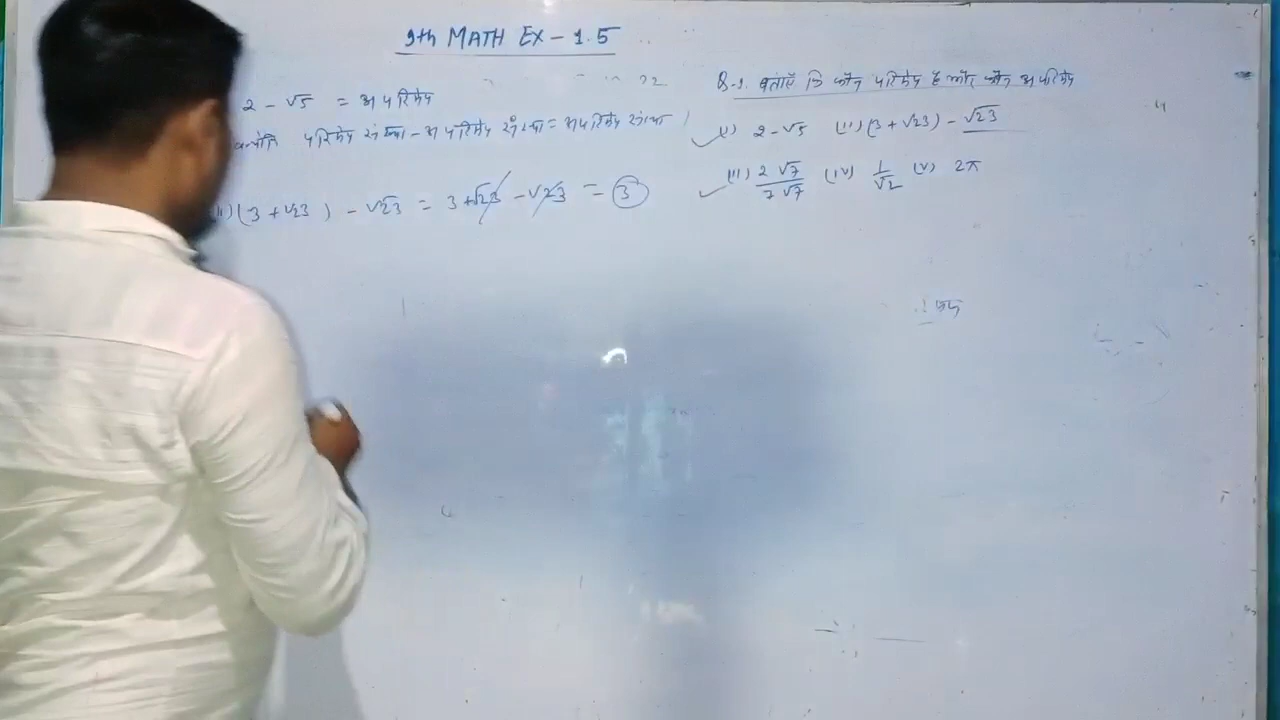 9th MATH EX - 1.5
2 - √5 = अपरिमेय
क्योंकि परिमेय संख्या - अपरिमेय संख्या = अपरिमेय संख्या ।
(ii) (3 + √23) - √23 = 3 + √23 - √23 = 3
Q-1. बताएँ कि कौन परिमेय है और कौन अपरिमेय
(i) 2 - √5 (ii) (3 + √23) - √23
(iii) 2√7/7√7 (iv) 1/√2 (v) 2π